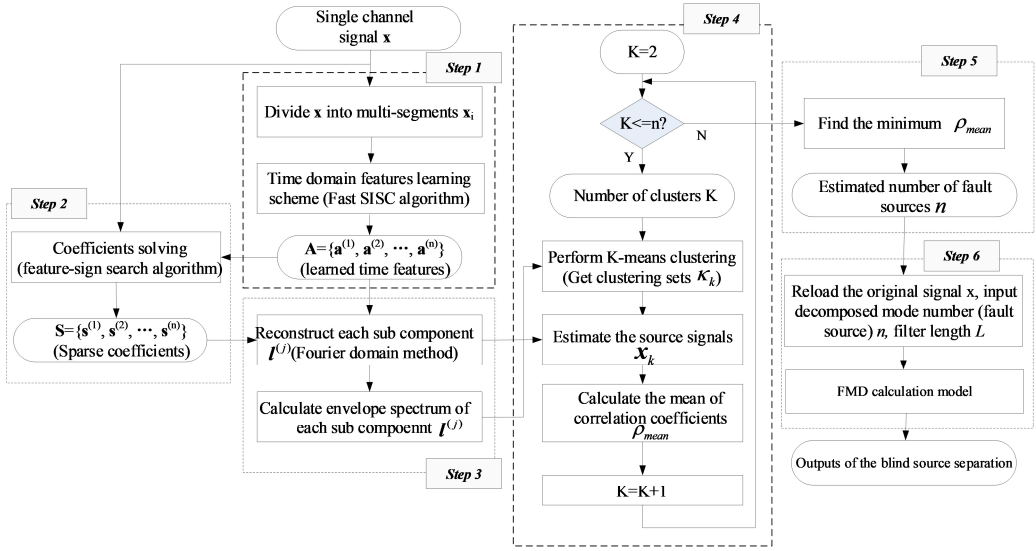 Single channel
signal x
Step 1
Divide x into multi-segments xᵢ
Time domain features learning
scheme (Fast SISC algorithm)
A={a⁽¹⁾, a⁽²⁾, ⋯, a⁽ⁿ⁾}
(learned time features)
Step 2
Coefficients solving
(feature-sign search algorithm)
S={s⁽¹⁾, s⁽²⁾, ⋯, s⁽ⁿ⁾}
(Sparse coefficients)
Reconstruct each sub component
l⁽ʲ⁾(Fourier domain method)
Calculate envelope spectrum of
each sub compoennt l⁽ʲ⁾
Step 3
Step 4
K=2
K<=n?
N
Y
Number of clusters K
Perform K-means clustering
(Get clustering sets κₖ)
Estimate the source signals
xₖ
Calculate the mean of
correlation coefficients
ρ_mean
K=K+1
Step 5
Find the minimum ρ_mean
Estimated number of fault
sources n
Step 6
Reload the original signal x, input
decomposed mode number (fault
source) n, filter length L
FMD calculation model
Outputs of the blind source separation